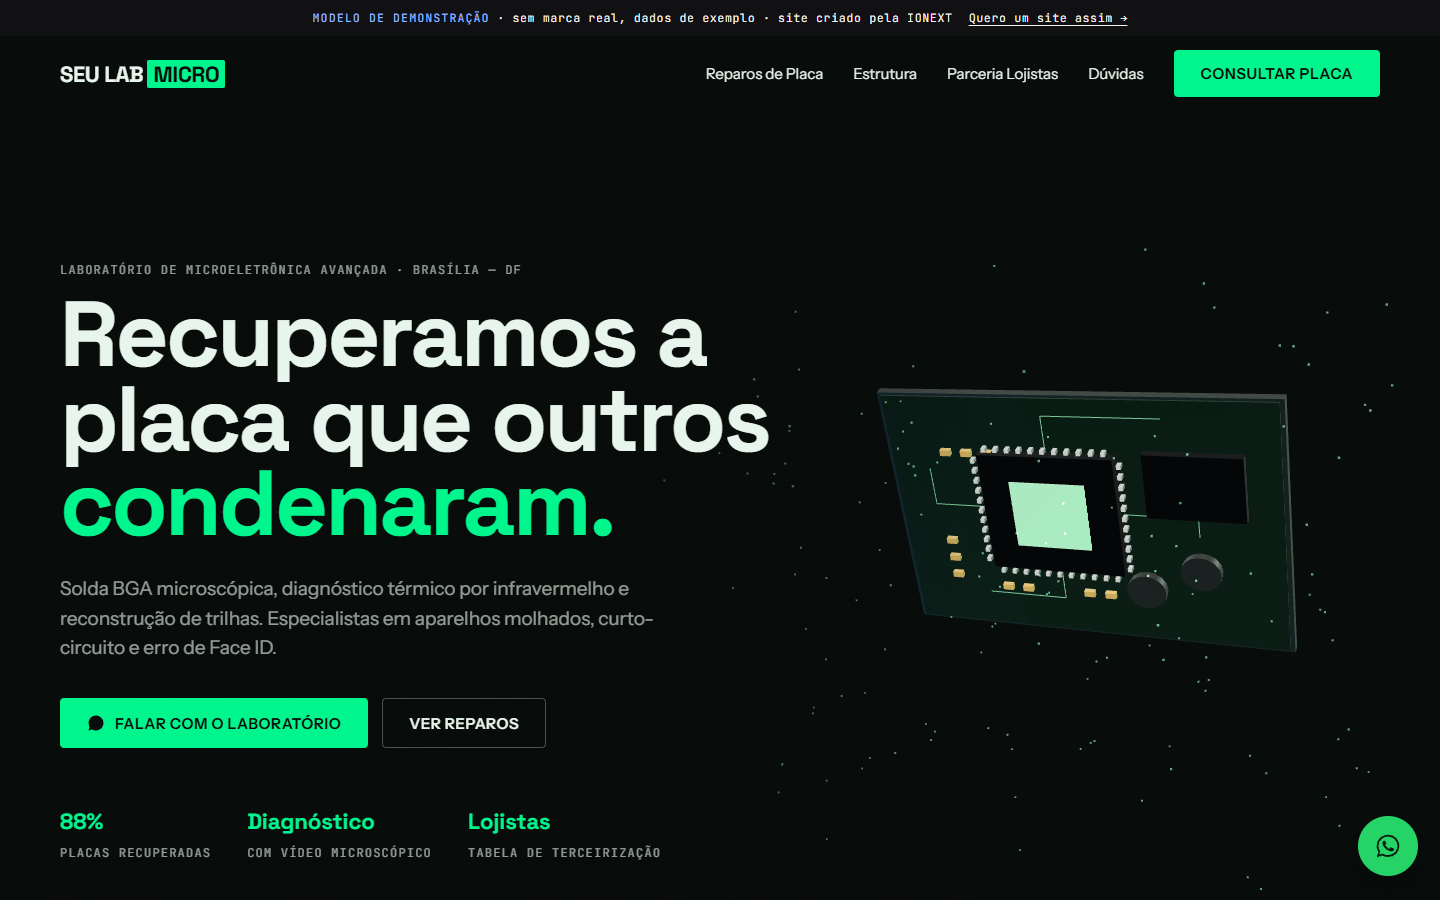 MODELO DE DEMONSTRAÇÃO · sem marca real, dados de exemplo · site criado pela IONEXT Quero um site assim →
SEU LAB MICRO
Reparos de Placa
Estrutura
Parceria Lojistas
Dúvidas
CONSULTAR PLACA
LABORATÓRIO DE MICROELETRÔNICA AVANÇADA · BRASÍLIA — DF
Recuperamos a
placa que outros
condenaram.
Solda BGA microscópica, diagnóstico térmico por infravermelho e
reconstrução de trilhas. Especialistas em aparelhos molhados, curto-
circuito e erro de Face ID.
FALAR COM O LABORATÓRIO
VER REPAROS
88%
PLACAS RECUPERADAS
Diagnóstico
COM VÍDEO MICROSCÓPICO
Lojistas
TABELA DE TERCEIRIZAÇÃO